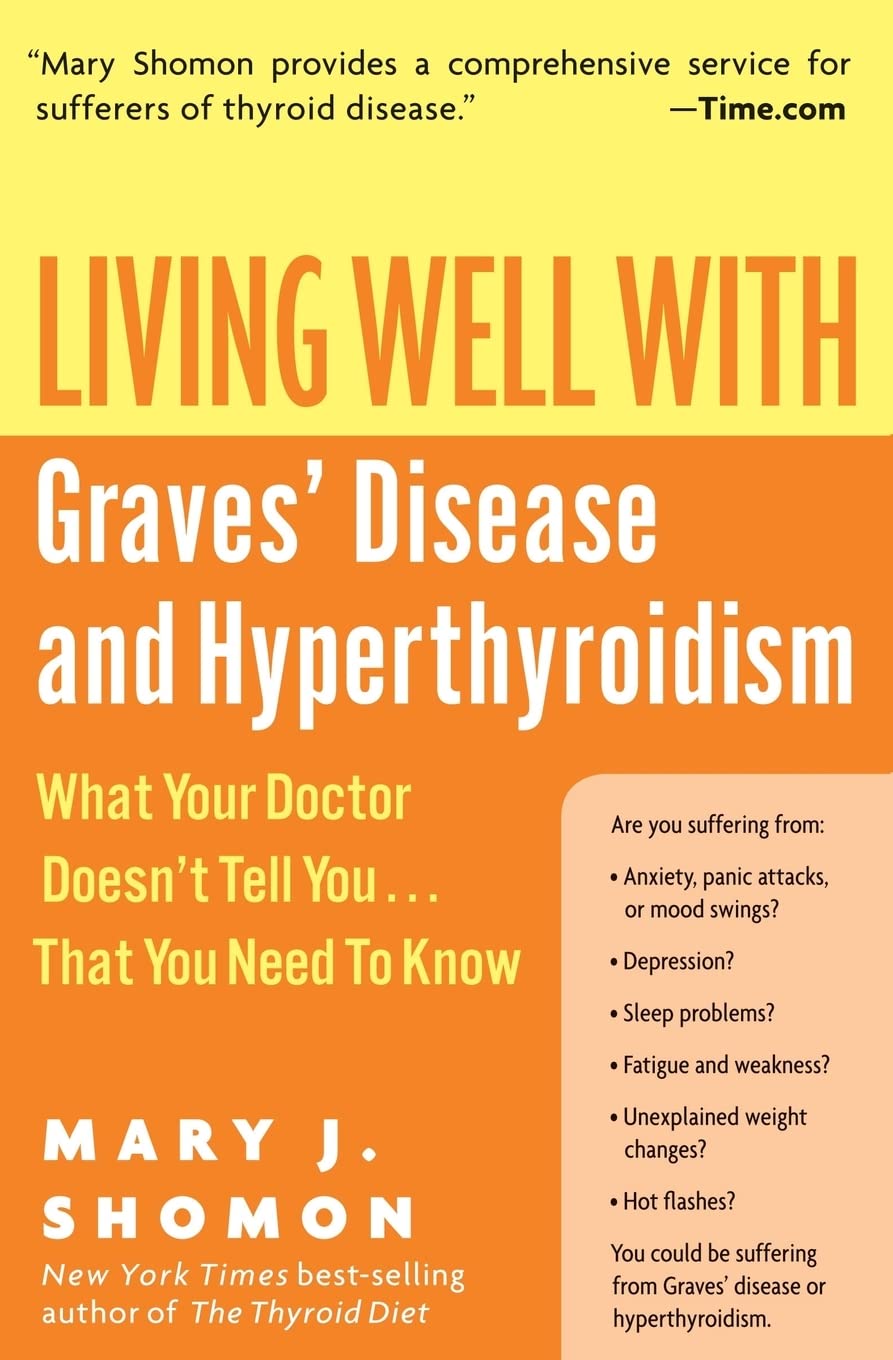 “Mary Shomon provides a comprehensive service for
sufferers of thyroid disease.” —Time.com
LIVING WELL WITH
Graves’ Disease
and Hyperthyroidism
What Your Doctor
Doesn’t Tell You...
That You Need To Know
MARY J.
SHOMON
New York Times best-selling
author of The Thyroid Diet
Are you suffering from:
• Anxiety, panic attacks,
or mood swings?
• Depression?
• Sleep problems?
• Fatigue and weakness?
• Unexplained weight
changes?
• Hot flashes?
You could be suffering
from Graves’ disease or
hyperthyroidism.